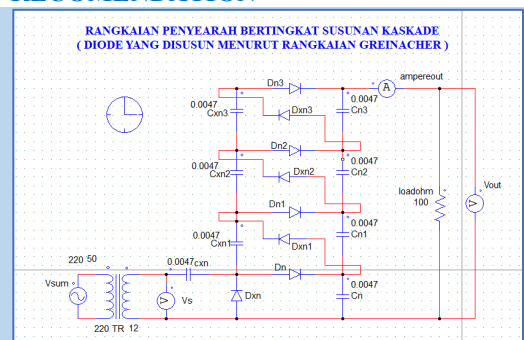 RANGKAIAN PENYEARAH BERTINGKAT SUSUNAN KASKADE
( DIODE YANG DISUSUN MENURUT RANGKAIAN GREINACHER )
Dn3
ampereout
A
0.0047
Cxn3
Dxn3
0.0047
Cn3
Dn2
0.0047
Cxn2
Dxn2
0.0047
Cn2
loadohm
100
Vout
V
Dn1
0.0047
Cxn1
Dxn1
0.0047
Cn1
220 50
0.0047cxn
Dn
Vsum
V
Vs
Dxn
0.0047
Cn
220 TR 12